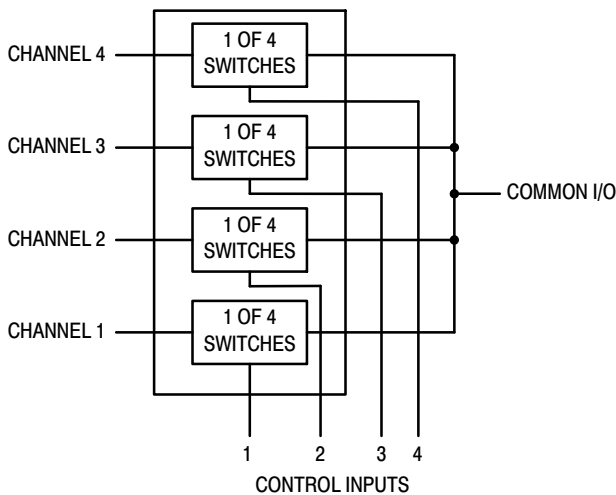 CHANNEL 4
1 OF 4
SWITCHES
CHANNEL 3
1 OF 4
SWITCHES
COMMON I/O
CHANNEL 2
1 OF 4
SWITCHES
CHANNEL 1
1 OF 4
SWITCHES
1 2 3 4
CONTROL INPUTS